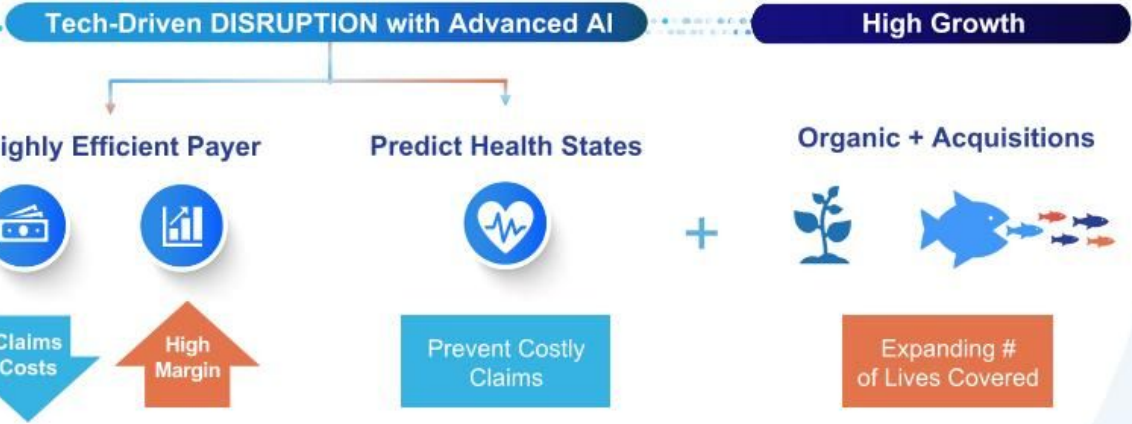 Tech-Driven DISRUPTION with Advanced AI
High Growth
ighly Efficient Payer
Predict Health States
Organic + Acquisitions
+
Claims
Costs
High
Margin
Prevent Costly
Claims
Expanding #
of Lives Covered